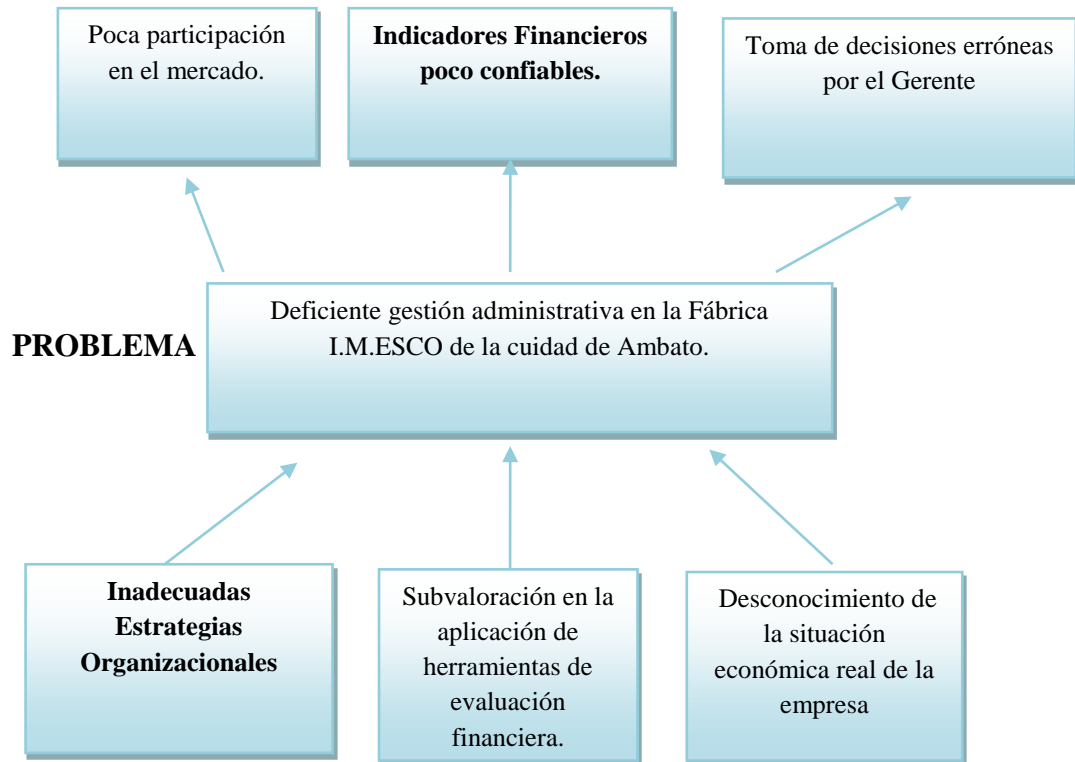 Poca participación
en el mercado.
Indicadores Financieros
poco confiables.
Toma de decisiones erróneas
por el Gerente
PROBLEMA
Deficiente gestión administrativa en la Fábrica
I.M.ESCO de la cuidad de Ambato.
Inadecuadas
Estrategias
Organizacionales
Subvaloración en la
aplicación de
herramientas de
evaluación
financiera.
Desconocimiento de
la situación
económica real de la
empresa